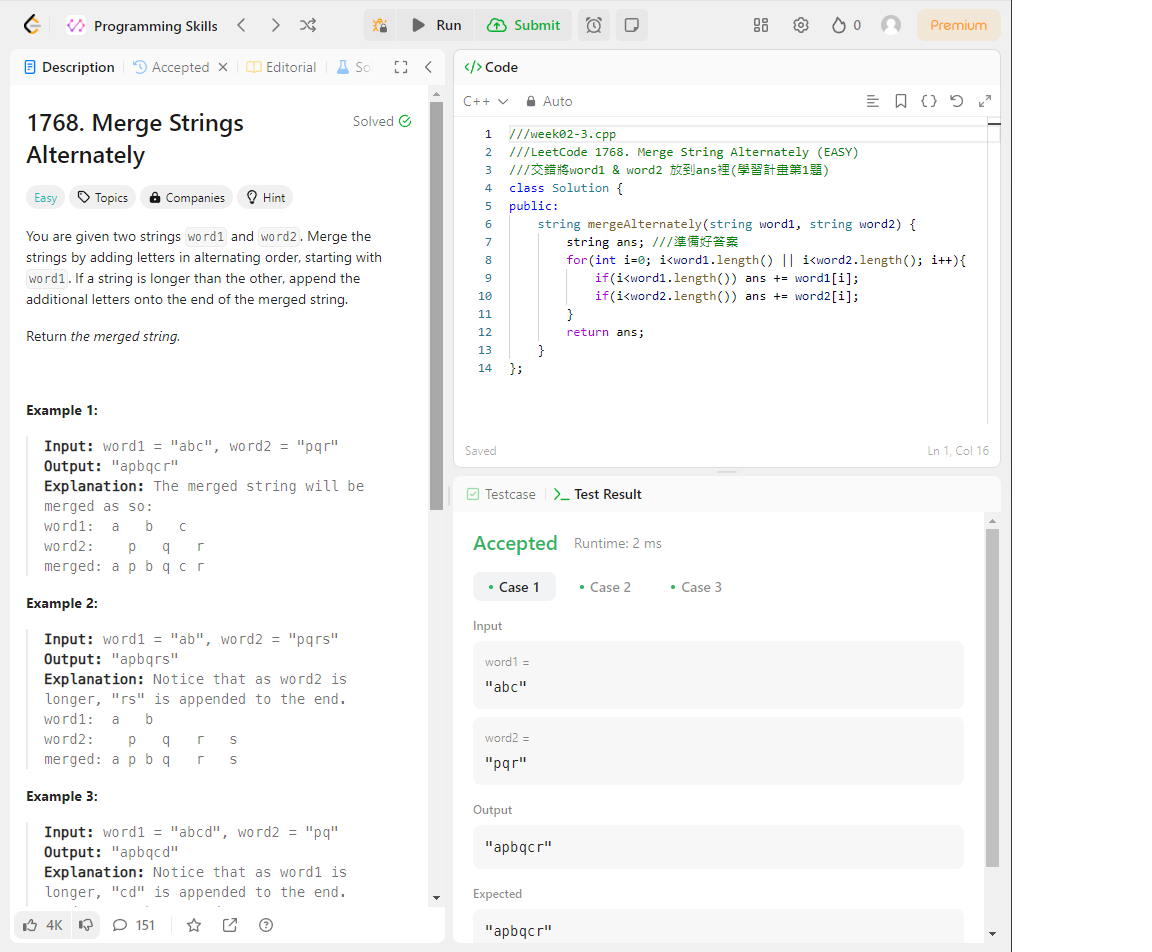 Programming Skills
Run
Submit
0
Premium
Description
Accepted
Editorial
So
1768. Merge Strings
Alternately
Solved
Easy
Topics
Companies
Hint
You are given two strings word1 and word2. Merge the
strings by adding letters in alternating order, starting with
word1. If a string is longer than the other, append the
additional letters onto the end of the merged string.
Return the merged string.
Example 1:
Input: word1 = "abc", word2 = "pqr"
Output: "apbqcr"
Explanation: The merged string will be
merged as so:
word1:  a   b   c
word2:    p   q   r
merged: a p b q c r
Example 2:
Input: word1 = "ab", word2 = "pqrs"
Output: "apbqrs"
Explanation: Notice that as word2 is
longer, "rs" is appended to the end.
word1:  a   b
word2:    p   q   r   s
merged: a p b q   r   s
Example 3:
Input: word1 = "abcd", word2 = "pq"
Output: "apbqcd"
Explanation: Notice that as word1 is
longer, "cd" is appended to the end.
4K
151
</> Code
C++
Auto
1 ///week02-3.cpp
2 ///LeetCode 1768. Merge String Alternately (EASY)
3 ///交錯將word1 & word2 放到ans裡(學習計畫第1題)
4 class Solution {
5 public:
6     string mergeAlternately(string word1, string word2) {
7         string ans; ///準備好答案
8         for(int i=0; i<word1.length() || i<word2.length(); i++){
9             if(i<word1.length()) ans += word1[i];
10             if(i<word2.length()) ans += word2[i];
11         }
12         return ans;
13     }
14 };
Saved
Ln 1, Col 16
Testcase
Test Result
Accepted
Runtime: 2 ms
Case 1
Case 2
Case 3
Input
word1 =
"abc"
word2 =
"pqr"
Output
"apbqcr"
Expected
"apbqcr"